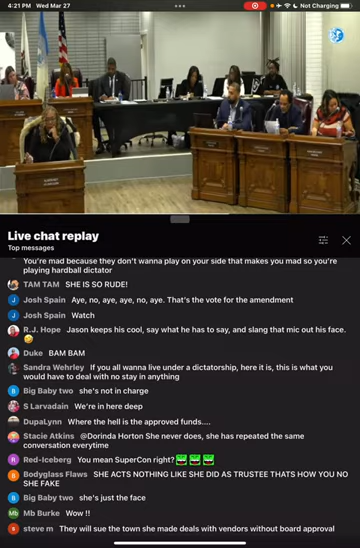 4:21 PM Wed Mar 27
Not Charging
Live chat replay
Top messages
You're mad because they don't wanna play on your side that makes you mad so you're
playing hardball dictator
TAM TAM SHE IS SO RUDE!
J Josh Spain Aye, no, aye, aye, no, aye. That's the vote for the amendment
J Josh Spain Watch
R.J. Hope Jason keeps his cool, say what he has to say, and slang that mic out his face.
Duke BAM BAM
Sandra Wehrley If you all wanna live under a dictatorship, here it is, this is what you
would have to deal with no stay in anything
B Big Baby two she's not in charge
S S Larvadain We're in here deep
DupaLynn Where the hell is the approved funds....
Stacie Atkins @Dorinda Horton She never does, she has repeated the same
conversation everytime
R Red-Iceberg You mean SuperCon right?
B Bodyglass Flaws SHE ACTS NOTHING LIKE SHE DID AS TRUSTEE THATS HOW YOU NO
SHE FAKE
B Big Baby two she's just the face
Mb Mb Burke Wow !!
s steve m They will sue the town she made deals with vendors without board approval